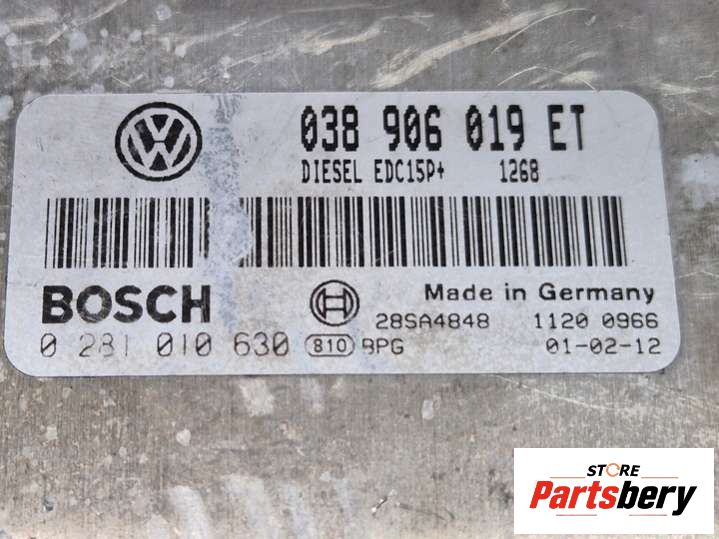 038 906 019 ET
DIESEL EDC15P+ 1268
BOSCH
Made in Germany
28SA4848 1120 0966
0 281 010 630 810 BPG 01-02-12
STORE
Partsbery